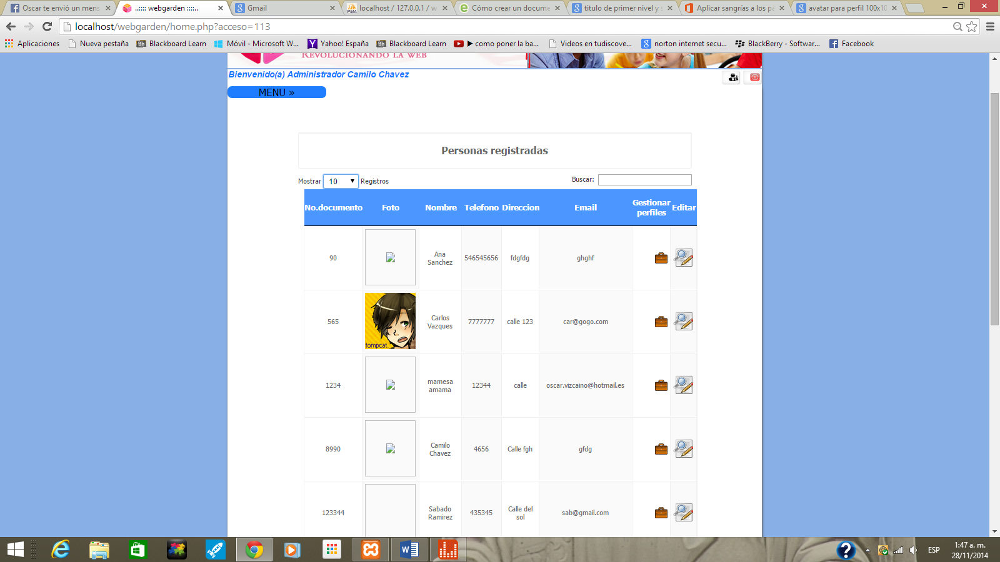 Oscar te envió un mens
..:::: webgarden ::::..
Gmail
localhost / 127.0.0.1 / w
Cómo crear un docume
titulo de primer nivel y s
Aplicar sangrías a los pá
avatar para perfil 100x10
localhost/webgarden/home.php?acceso=113
Aplicaciones
Nueva pestaña
Blackboard Learn
Móvil - Microsoft W...
Yahoo! España
Blackboard Learn
▶ como poner la ba...
Videos en tudiscove...
norton internet secu...
BlackBerry - Softwar...
Facebook
REVOLUCIONANDO LA WEB
Bienvenido(a) Administrador Camilo Chavez
MENU »
Personas registradas
Mostrar 10 Registros
Buscar:
No.documento Foto Nombre Telefono Direccion Email Gestionar perfiles Editar
90 Ana Sanchez 546545656 fdgfdg ghghf
tompcat.
565 Carlos Vazques 7777777 calle 123 car@gogo.com
1234 mamesa amama 12344 calle oscar.vizcaino@hotmail.es
8990 Camilo Chavez 4656 Calle fgh gfdg
123344 Sabado Ramirez 435345 Calle del sol sab@gmail.com
ESP
1:47 a. m.
28/11/2014